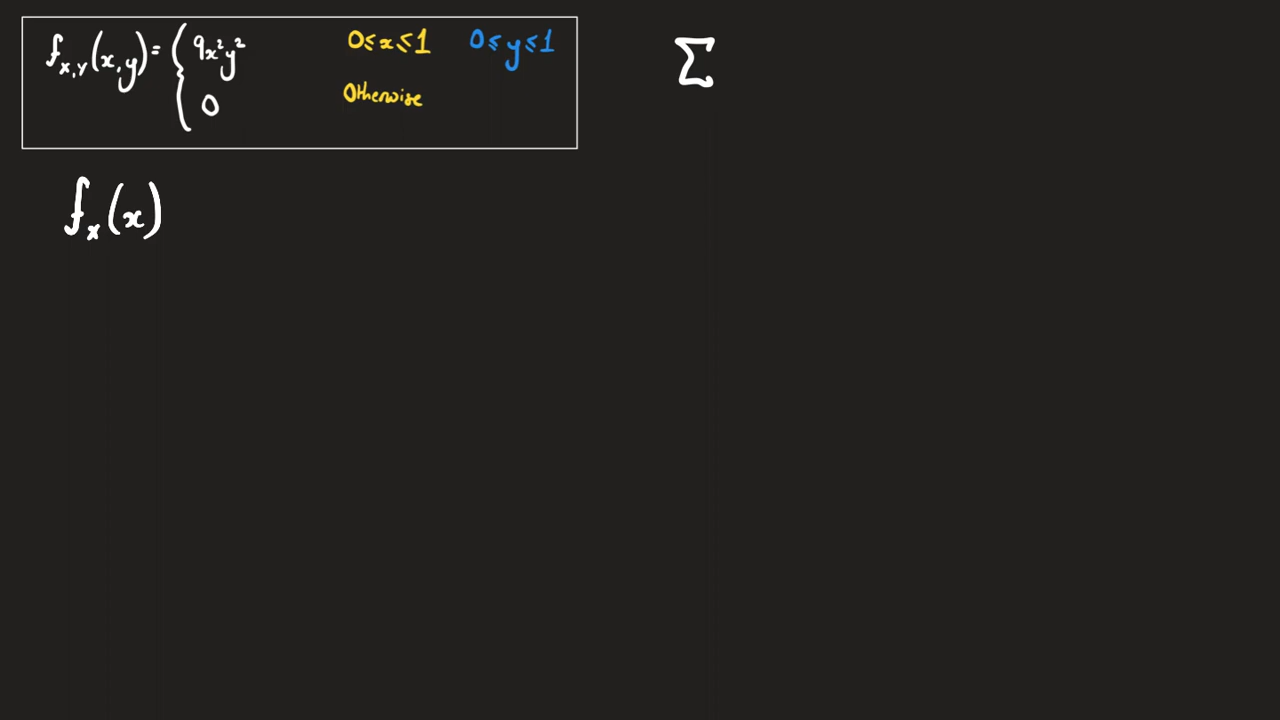 f_{X,Y}(x,y) = { 9x²y² 0≤x≤1 0≤y≤1
0 Otherwise
f_x(x)
Σ